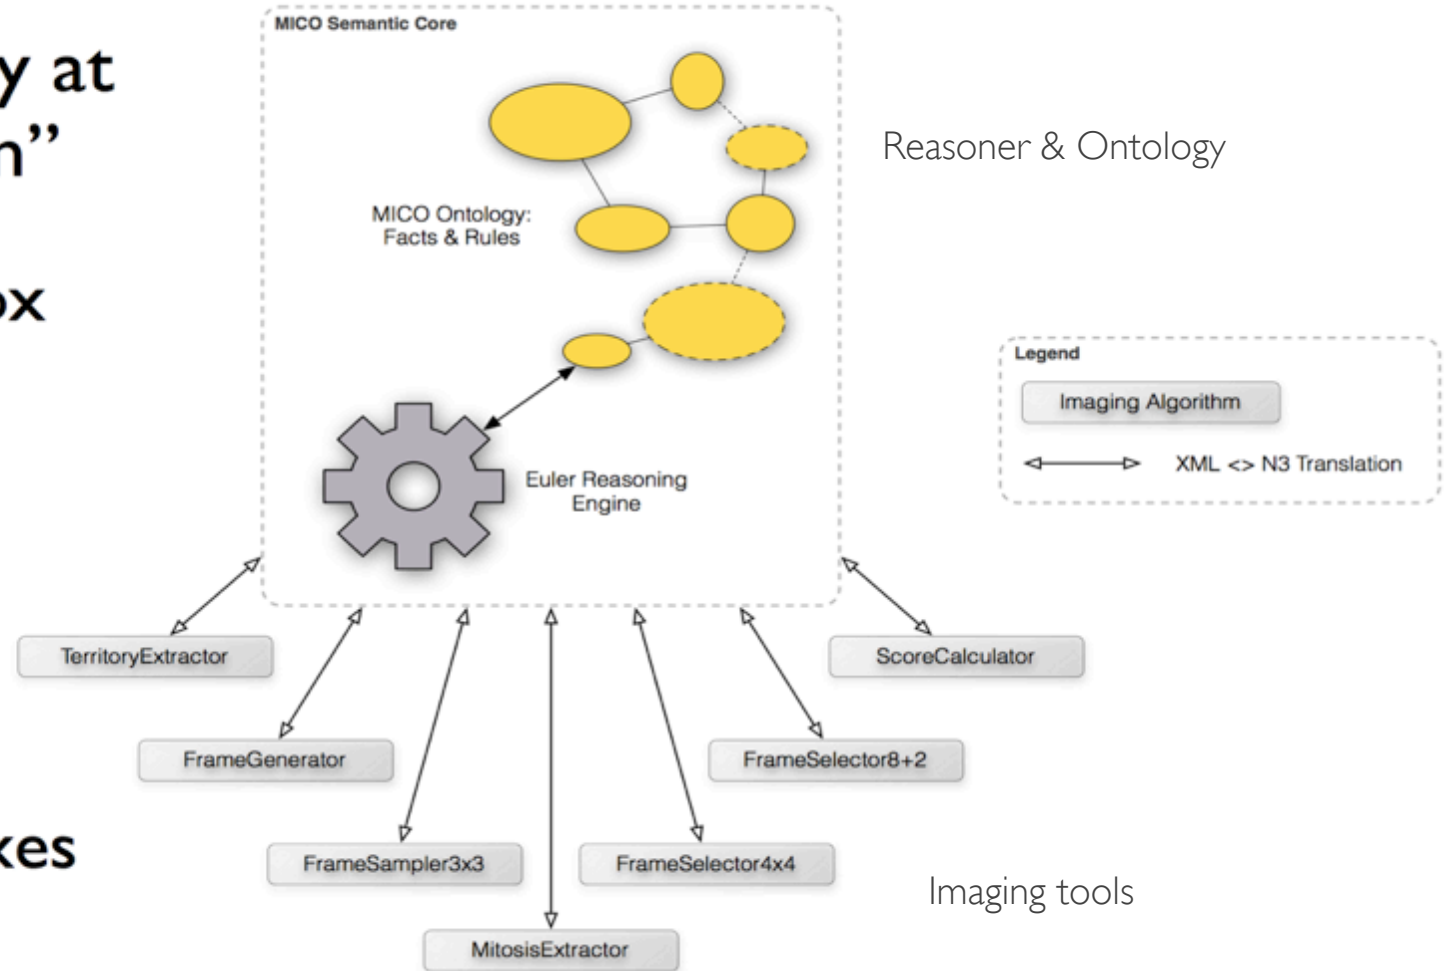 MICO Semantic Core
y at
n”
Reasoner & Ontology
MICO Ontology:
Facts & Rules
ox
Legend
Imaging Algorithm
XML <> N3 Translation
Euler Reasoning
Engine
TerritoryExtractor
ScoreCalculator
FrameGenerator
FrameSelector8+2
kes
FrameSampler3x3
FrameSelector4x4
Imaging tools
MitosisExtractor